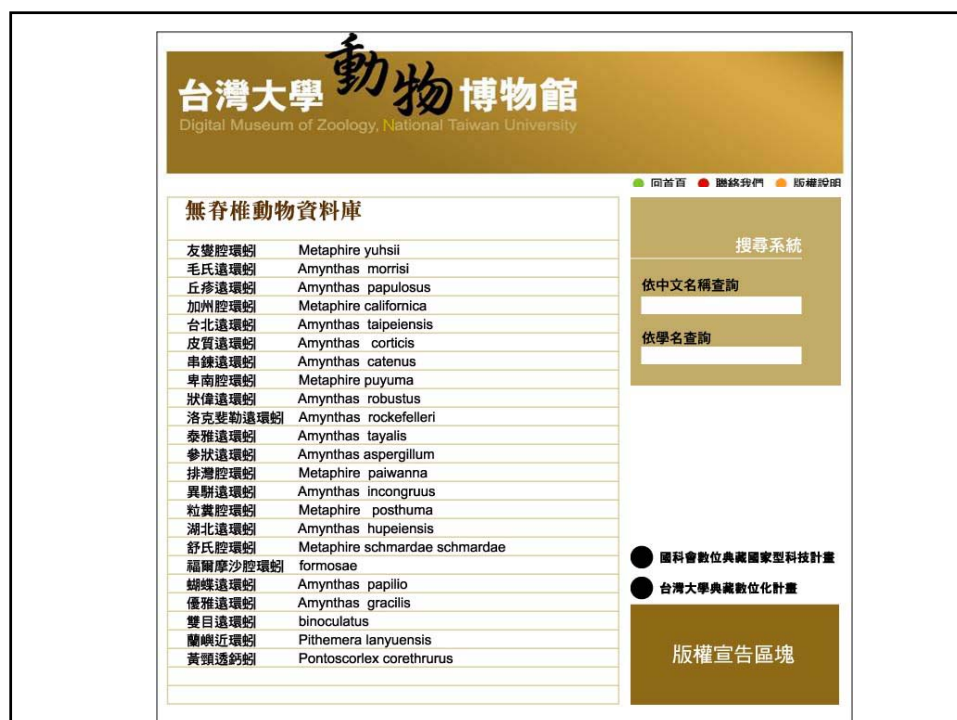 台灣大學動物博物館
Digital Museum of Zoology, National Taiwan University
回首頁 聯絡我們 版權說明
無脊椎動物資料庫
友燮腔環蚓 Metaphire yuhsii
毛氏遠環蚓 Amynthas morrisi
丘疹遠環蚓 Amynthas papulosus
加州腔環蚓 Metaphire californica
台北遠環蚓 Amynthas taipeiensis
皮質遠環蚓 Amynthas corticis
串鍊遠環蚓 Amynthas catenus
卑南腔環蚓 Metaphire puyuma
狀偉遠環蚓 Amynthas robustus
洛克斐勒遠環蚓 Amynthas rockefelleri
泰雅遠環蚓 Amynthas tayalis
參狀遠環蚓 Amynthas aspergillum
排灣腔環蚓 Metaphire paiwanna
異駢遠環蚓 Amynthas incongruus
粒糞腔環蚓 Metaphire posthuma
湖北遠環蚓 Amynthas hupeiensis
舒氏腔環蚓 Metaphire schmardae schmardae
福爾摩沙腔環蚓 formosae
蝴蝶遠環蚓 Amynthas papilio
優雅遠環蚓 Amynthas gracilis
雙目遠環蚓 binoculatus
蘭嶼近環蚓 Pithemera lanyuensis
黃頸透鈣蚓 Pontoscorlex corethrurus
搜尋系統
依中文名稱查詢
依學名查詢
國科會數位典藏國家型科技計畫
台灣大學典藏數位化計畫
版權宣告區塊